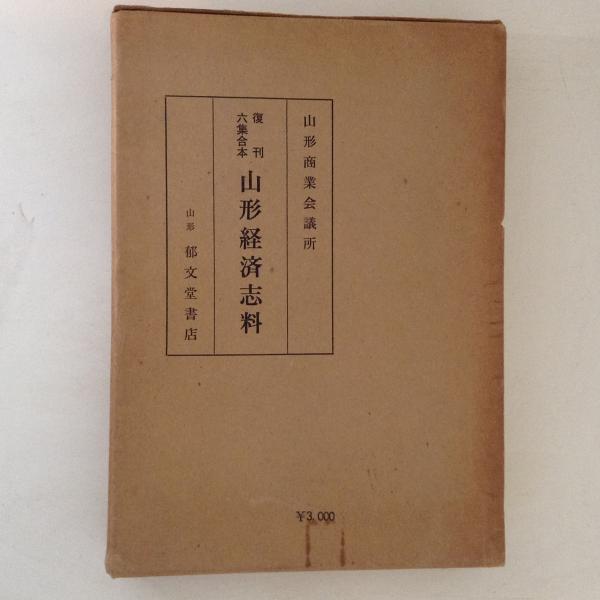 山形商業会議所
復刊
六集合本
山形経済志料
山形 郁文堂書店
¥3,000